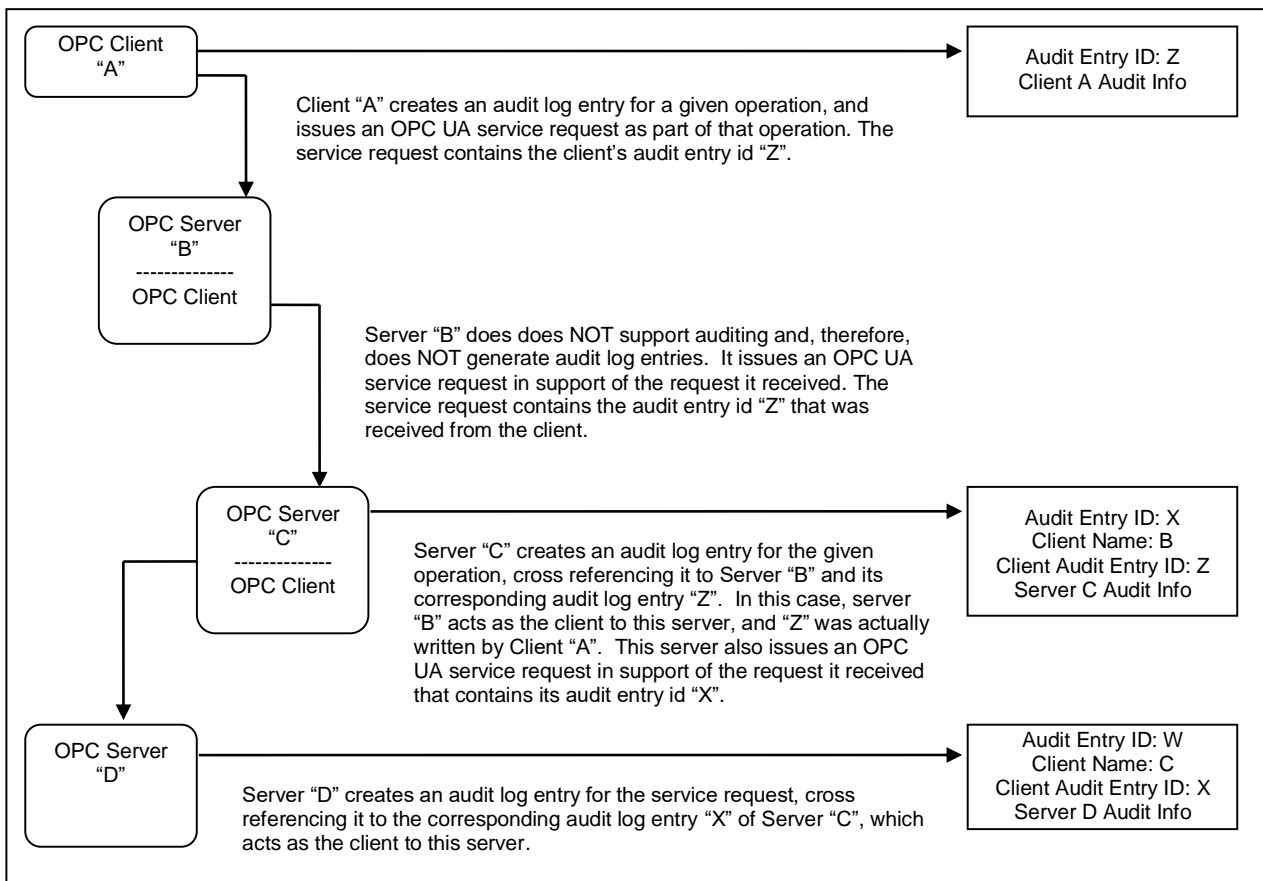 OPC Client
“A”
Audit Entry ID: Z
Client A Audit Info
Client “A” creates an audit log entry for a given operation, and
issues an OPC UA service request as part of that operation. The
service request contains the client’s audit entry id “Z”.
OPC Server
“B”
---------------
OPC Client
Server “B” does does NOT support auditing and, therefore,
does NOT generate audit log entries.  It issues an OPC UA
service request in support of the request it received. The
service request contains the audit entry id “Z” that was
received from the client.
OPC Server
“C”
---------------
OPC Client
Audit Entry ID: X
Client Name: B
Client Audit Entry ID: Z
Server C Audit Info
Server “C” creates an audit log entry for the given
operation, cross referencing it to Server “B” and its
corresponding audit log entry “Z”.  In this case, server
“B” acts as the client to this server, and “Z” was actually
written by Client “A”.  This server also issues an OPC
UA service request in support of the request it received
that contains its audit entry id “X”.
OPC Server
“D”
Audit Entry ID: W
Client Name: C
Client Audit Entry ID: X
Server D Audit Info
Server “D” creates an audit log entry for the service request, cross
referencing it to the corresponding audit log entry “X” of Server “C”, which
acts as the client to this server.